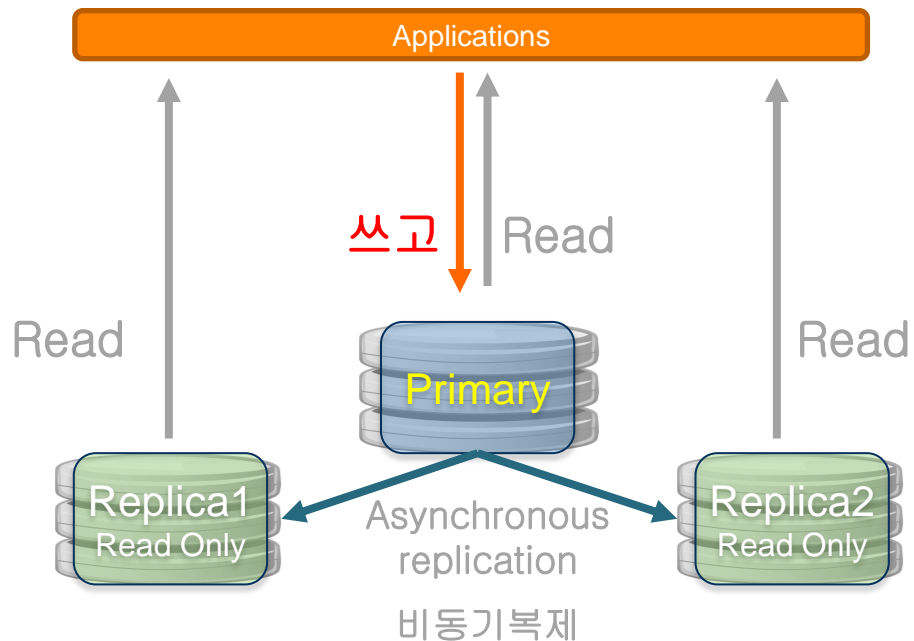 Applications
쓰고
Read
Read
Read
Primary
Replica1
Read Only
Replica2
Read Only
Asynchronous
replication
비동기복제